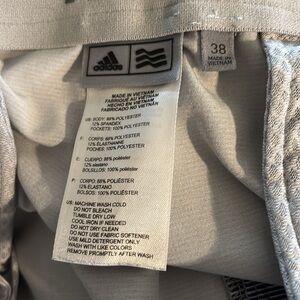 adidas
38
MADE IN
VIETNAM
MADE IN VIETNAM
FABRIQUÉ AU VIETNAM
HECHO EN VIETNAM
FABRICADO NO VIETNAM
US: BODY: 88% POLYESTER
12% SPANDEX
POCKETS: 100% POLYESTER
CORPS: 88% POLYESTER
12% ÉLASTHANNE
POCHES: 100% POLYESTER
CUERPO: 88% poliéster
12% elastano
BOLSILLOS: 100% poliéster
CORPO: 88% POLIÉSTER
12% ELASTANO
BOLSOS: 100% POLIÉSTER
US: MACHINE WASH COLD
DO NOT BLEACH
TUMBLE DRY LOW
COOL IRON IF NEEDED
DO NOT DRY CLEAN
DO NOT USE FABRIC SOFTENER
USE MILD DETERGENT ONLY
WASH WITH LIKE COLORS
REMOVE PROMPTLY AFTER WASH